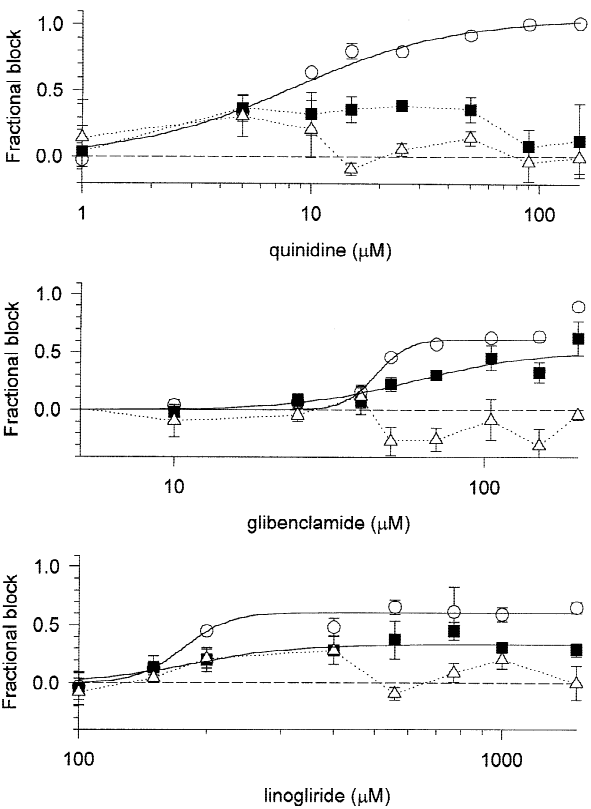 Fractional block
1.0
0.5
0.0
1 10 100
quinidine (μM)
Fractional block
1.0
0.5
0.0
10 100
glibenclamide (μM)
Fractional block
1.0
0.5
0.0
100 1000
linogliride (μM)